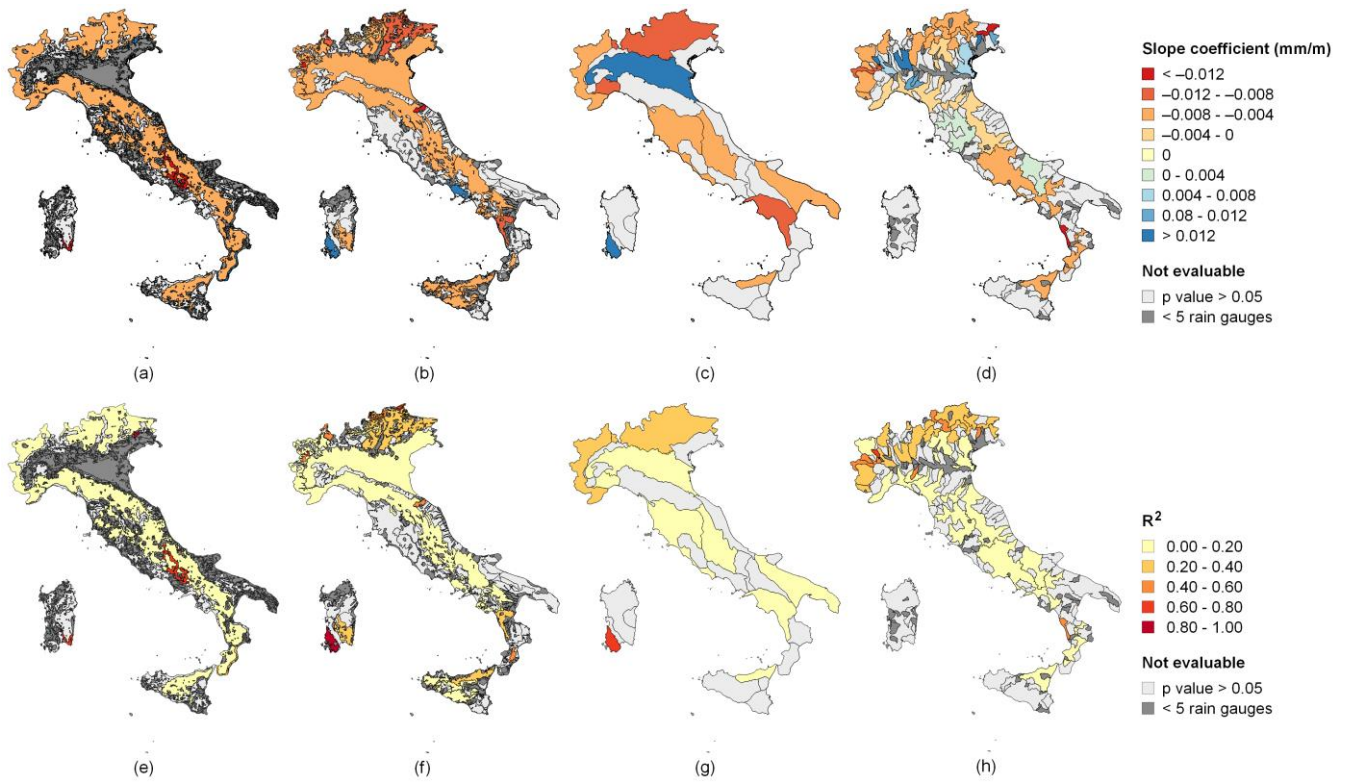 Slope coefficient (mm/m)
< –0.012
–0.012 - –0.008
–0.008 - –0.004
–0.004 - 0
0
0 - 0.004
0.004 - 0.008
0.08 - 0.012
> 0.012
Not evaluable
p value > 0.05
< 5 rain gauges
(a)
(b)
(c)
(d)
R²
0.00 - 0.20
0.20 - 0.40
0.40 - 0.60
0.60 - 0.80
0.80 - 1.00
Not evaluable
p value > 0.05
< 5 rain gauges
(e)
(f)
(g)
(h)